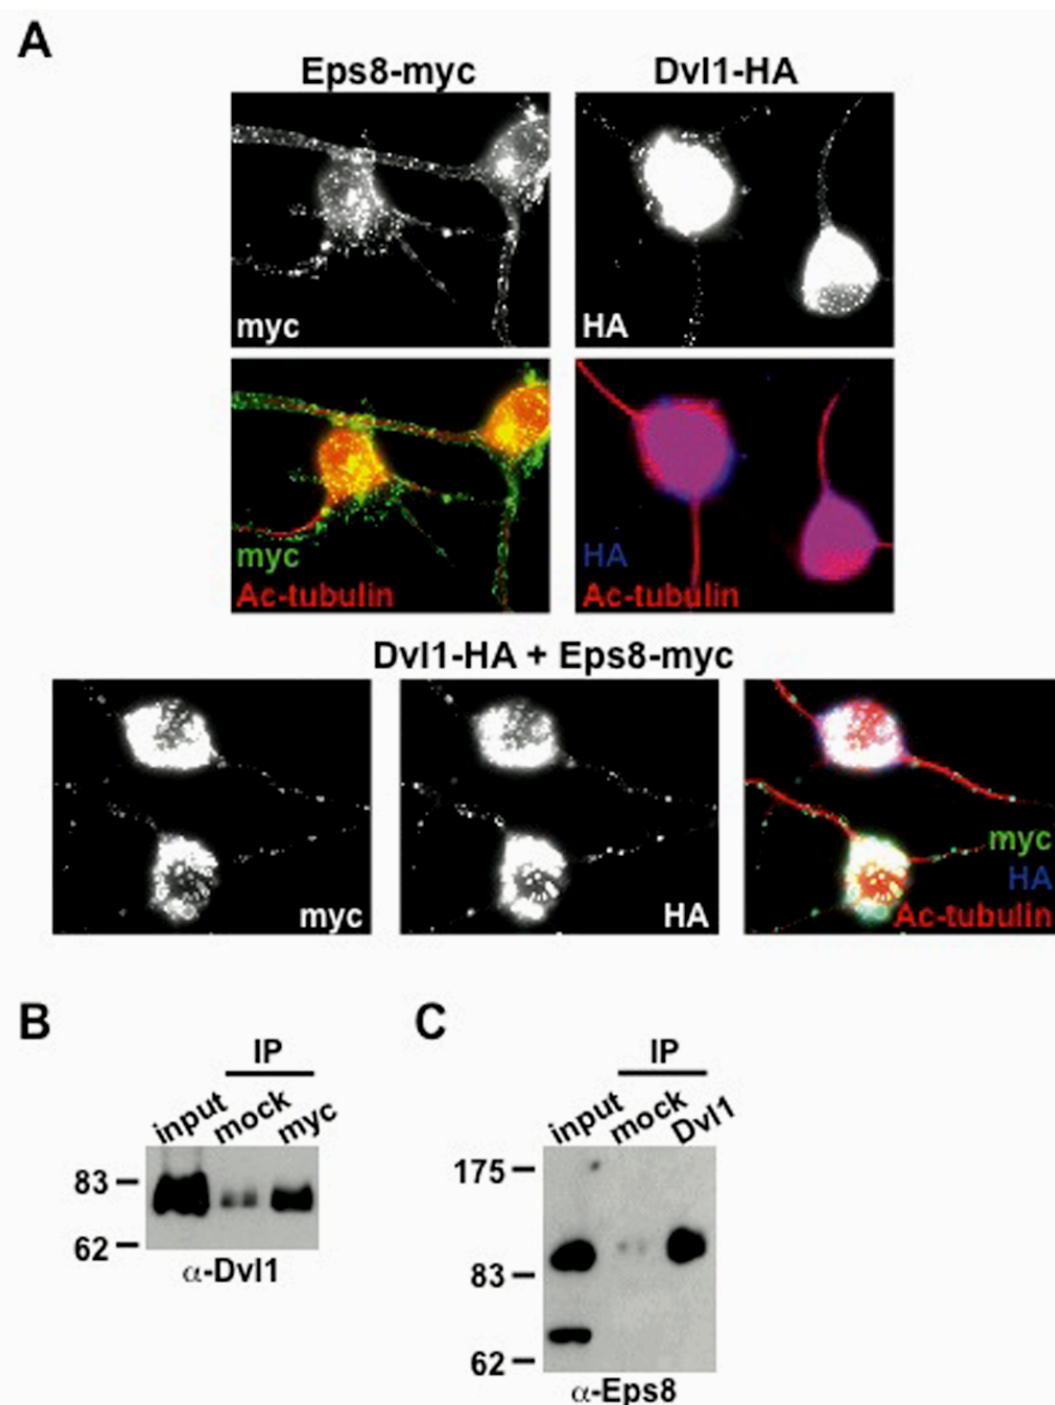 A
Eps8-myc Dvl1-HA
myc HA
myc HA
Ac-tubulin Ac-tubulin
Dvl1-HA + Eps8-myc
myc
HA
myc HA Ac-tubulin
B C
IP IP
input mock myc input mock Dvl1
175
83
83
62
62
α-Dvl1
α-Eps8